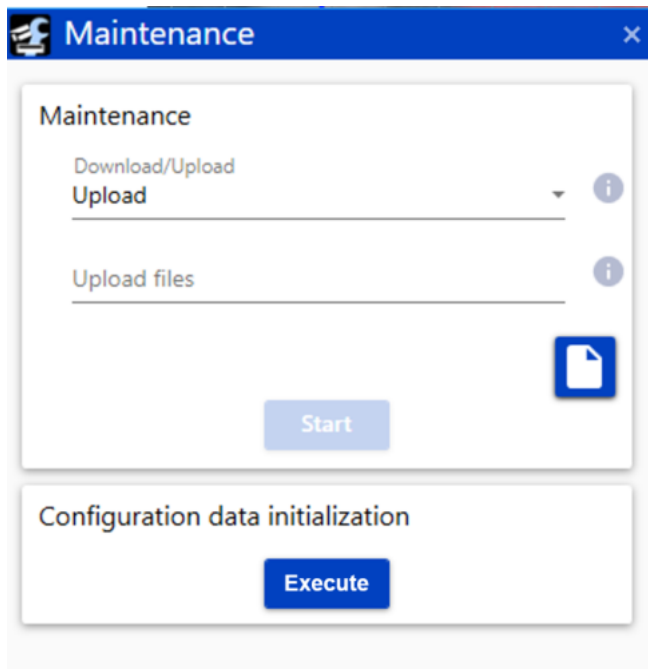 Maintenance
Maintenance
Download/Upload
Upload
Upload files
Start
Configuration data initialization
Execute